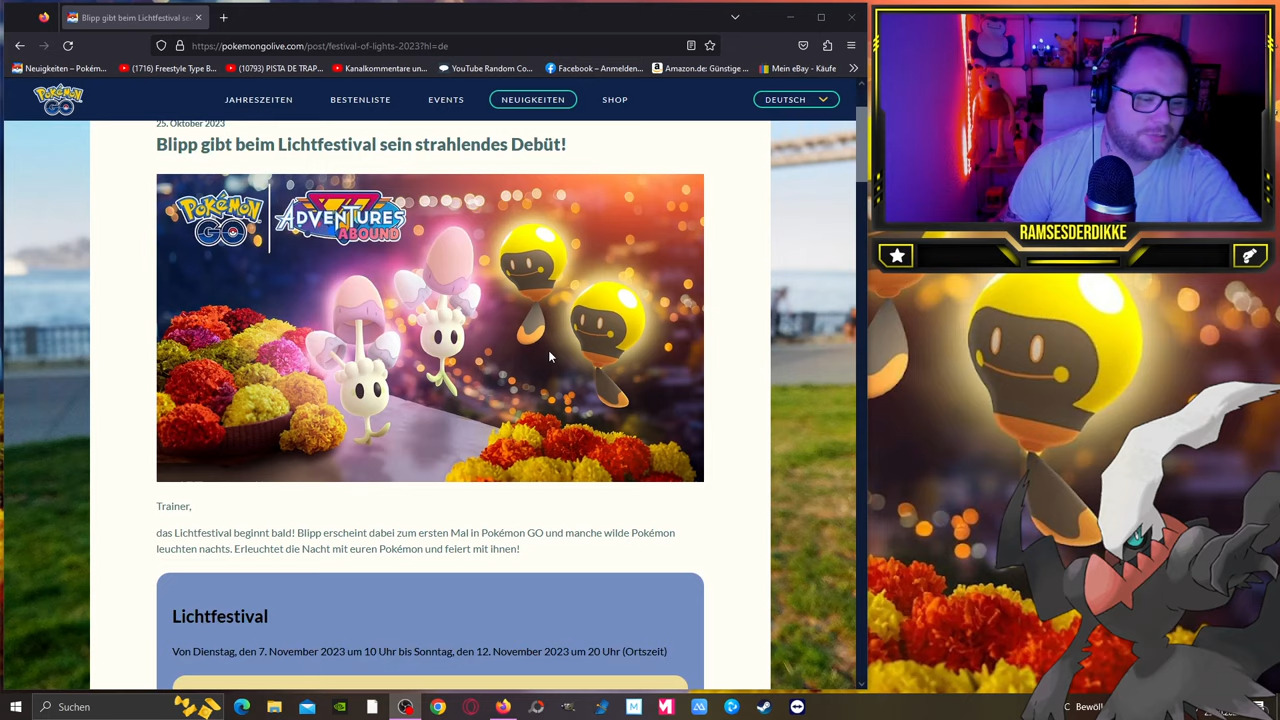 Blipp gibt beim Lichtfestival sei
https://pokemongolive.com/post/festival-of-lights-2023?hl=de
Neuigkeiten – Pokém...
(1716) Freestyle Type B...
(10793) PISTA DE TRAP...
Kanalkommentare un...
YouTube Random Co...
Facebook – Anmelden...
Amazon.de: Günstige ...
Mein eBay - Käufe
POKÉMON GO
JAHRESZEITEN
BESTENLISTE
EVENTS
NEUIGKEITEN
SHOP
DEUTSCH
25. Oktober 2023
Blipp gibt beim Lichtfestival sein strahlendes Debüt!
POKÉMON GO
ADVENTURES ABOUND
Trainer,
das Lichtfestival beginnt bald! Blipp erscheint dabei zum ersten Mal in Pokémon GO und manche wilde Pokémon
leuchten nachts. Erleuchtet die Nacht mit euren Pokémon und feiert mit ihnen!
Lichtfestival
Von Dienstag, den 7. November 2023 um 10 Uhr bis Sonntag, den 12. November 2023 um 20 Uhr (Ortszeit)
RAMSESDERDIKKE
Suchen
C Bewöl